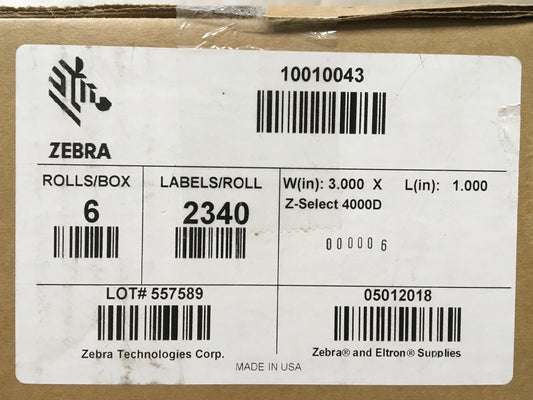 10010043
ZEBRA
ROLLS/BOX
6
LABELS/ROLL
2340
W(in): 3.000 X L(in): 1.000
Z-Select 4000D
000006
LOT# 557589
Zebra Technologies Corp.
05012018
Zebra® and Eltron® Supplies
MADE IN USA